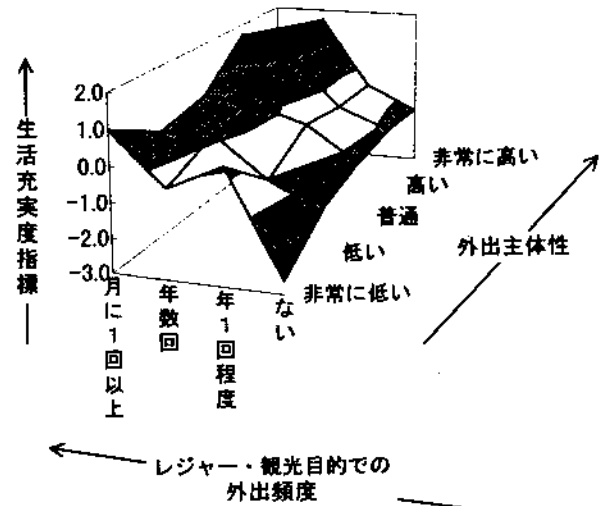 生活充実度指標
2.0
1.0
0.0
-1.0
-2.0
-3.0
月に1回以上
年数回
年1回程度
ない
非常に低い
低い
普通
高い
非常に高い
外出主体性
レジャー・観光目的での
外出頻度